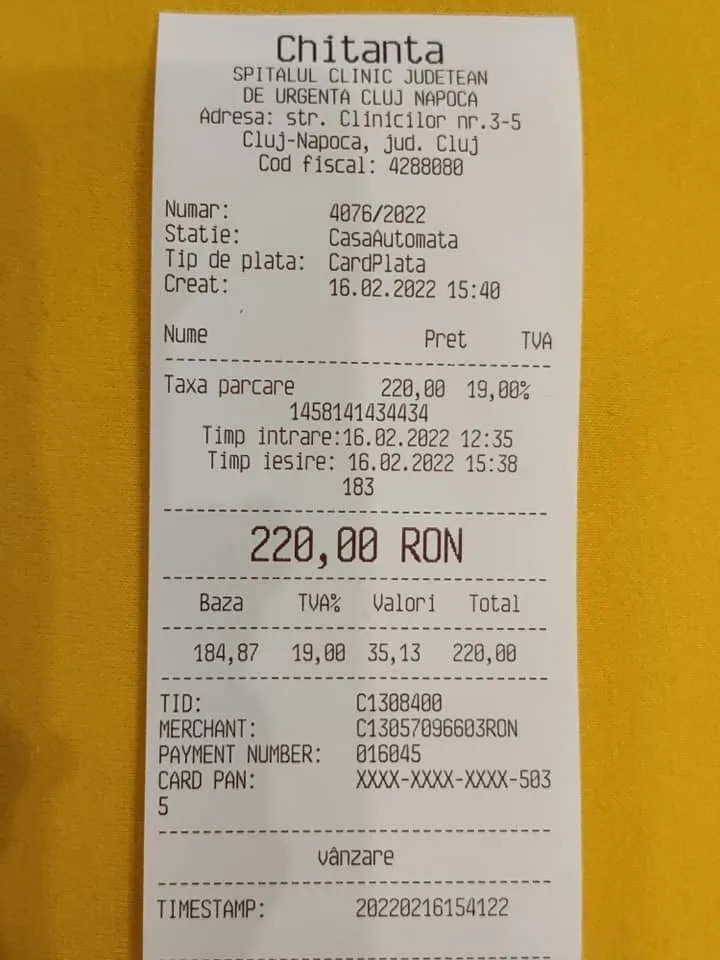 Chitanta
SPITALUL CLINIC JUDETEAN
DE URGENTA CLUJ NAPOCA
Adresa: str. Clinicilor nr.3-5
Cluj-Napoca, jud. Cluj
Cod fiscal: 4288080
Numar: 4076/2022
Statie: CasaAutomata
Tip de plata: CardPlata
Creat: 16.02.2022 15:40
Nume Pret TVA
Taxa parcare 220,00 19,00%
1458141434434
Timp intrare:16.02.2022 12:35
Timp iesire: 16.02.2022 15:38
183
220,00 RON
Baza TVA% Valori Total
184,87 19,00 35,13 220,00
TID: C1308400
MERCHANT: C13057096603RON
PAYMENT NUMBER: 016045
CARD PAN: XXXX-XXXX-XXXX-503
5
vânzare
TIMESTAMP: 20220216154122